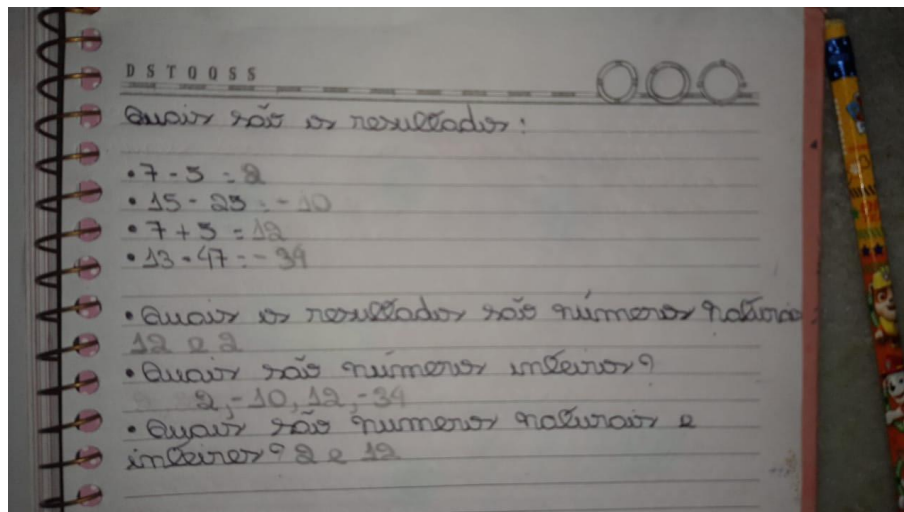 D S T Q Q S S
Quais são os resultados:
• 7 - 5 = 2
• 15 - 25 = -10
• 7 + 5 = 12
• 13 - 47 = -34
• Quais os resultados são números naturais:
12 e 2
• Quais são números inteiros?
2, -10, 12, -34
• Quais são numeros naturais e
inteiros? 2 e 12